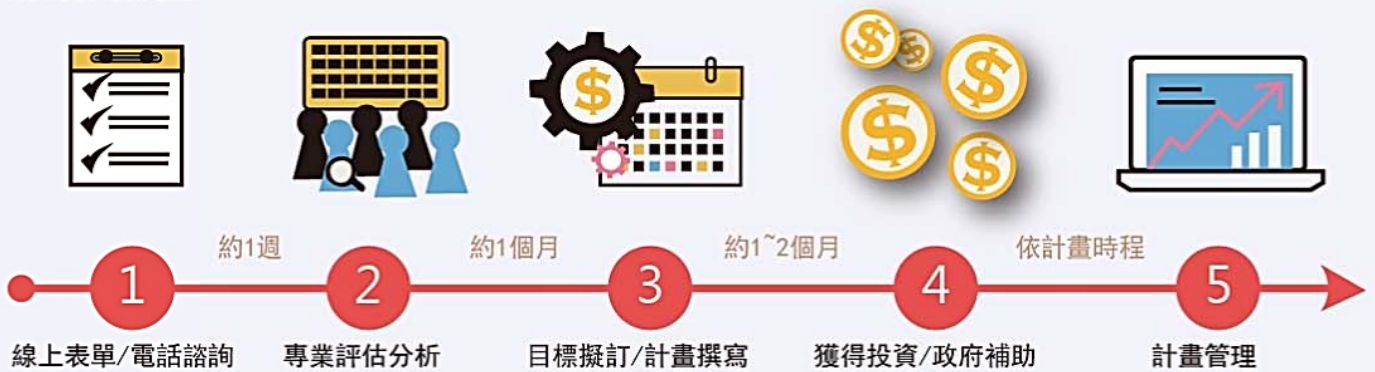 約1週
約1個月
約1~2個月
依計畫時程
1
2
3
4
5
線上表單/電話諮詢
專業評估分析
目標擬訂/計畫撰寫
獲得投資/政府補助
計畫管理